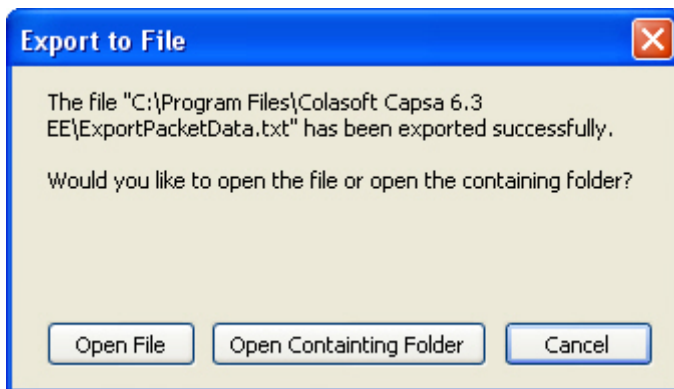 Export to File
The file "C:\Program Files\Colasoft Capsa 6.3
EE\ExportPacketData.txt" has been exported successfully.
Would you like to open the file or open the containing folder?
Open File
Open Containting Folder
Cancel